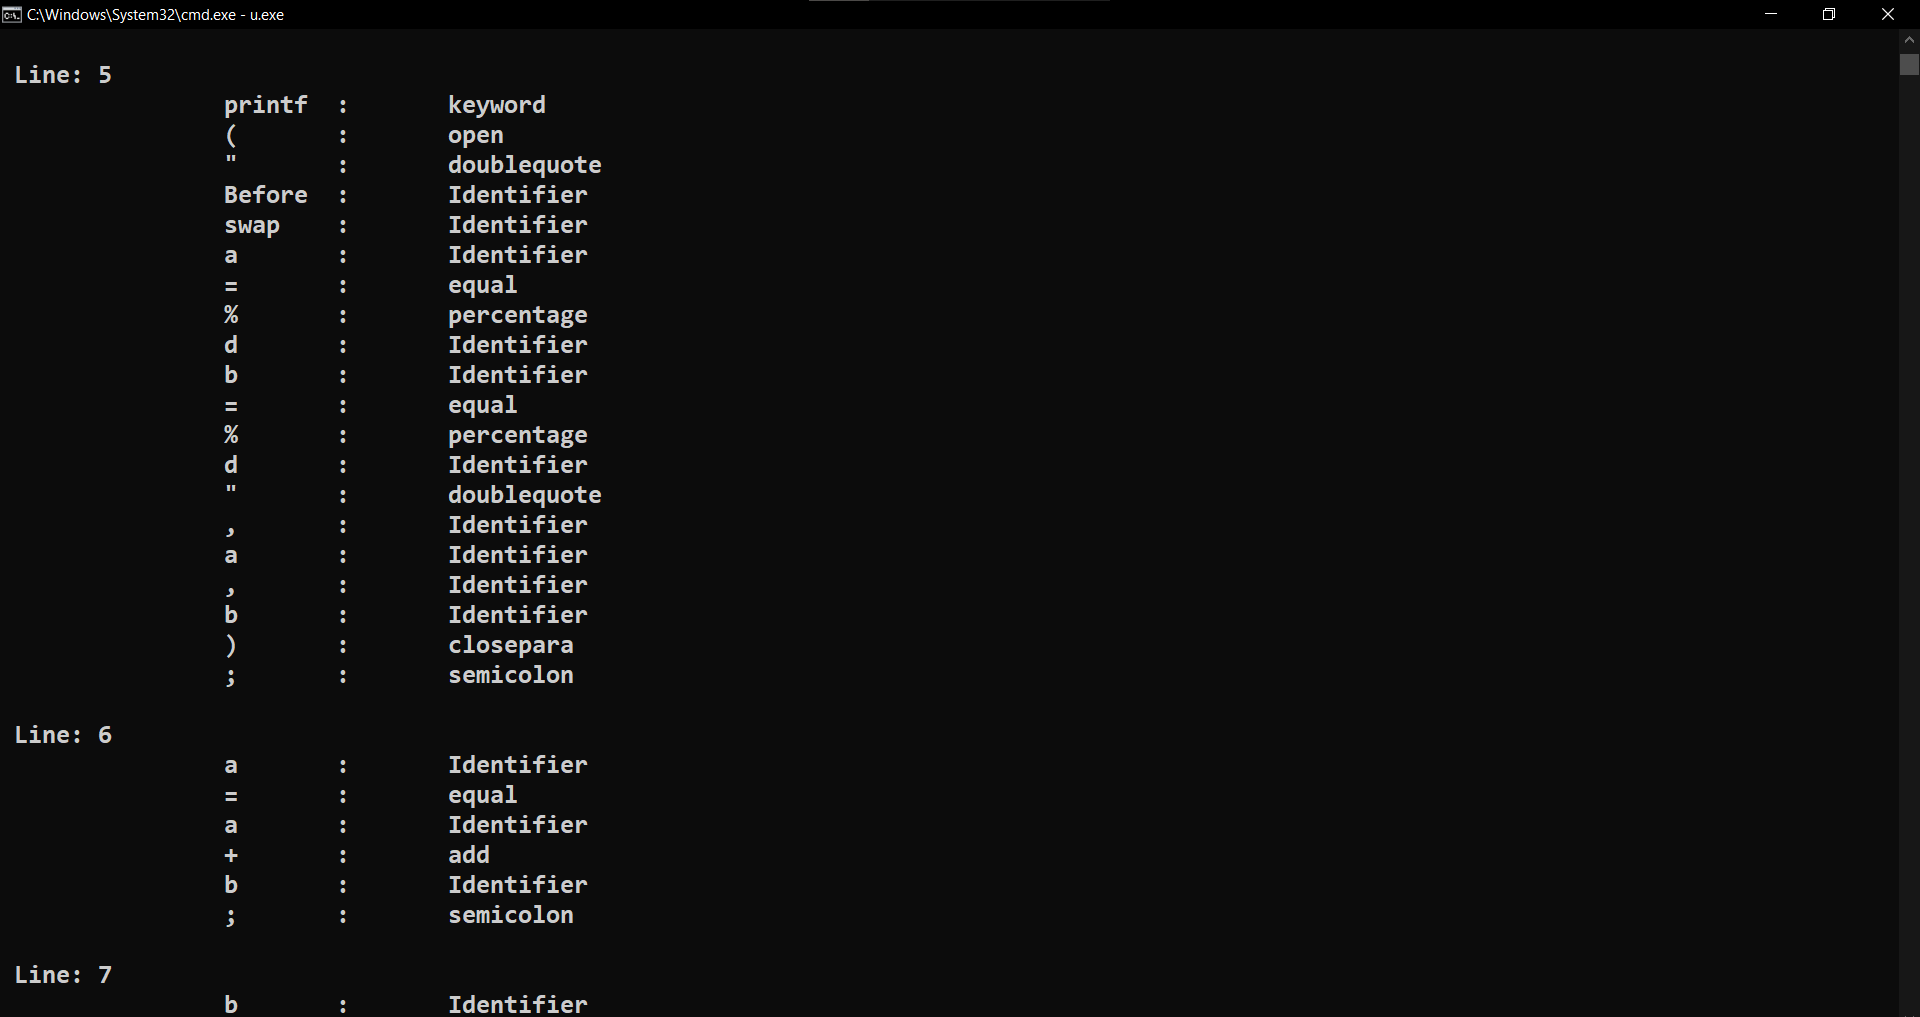 C:\Windows\System32\cmd.exe - u.exe
Line: 5
printf : keyword
( : open
" : doublequote
Before : Identifier
swap : Identifier
a : Identifier
= : equal
% : percentage
d : Identifier
b : Identifier
= : equal
% : percentage
d : Identifier
" : doublequote
, : Identifier
a : Identifier
, : Identifier
b : Identifier
) : closepara
; : semicolon
Line: 6
a : Identifier
= : equal
a : Identifier
+ : add
b : Identifier
; : semicolon
Line: 7
b : Identifier